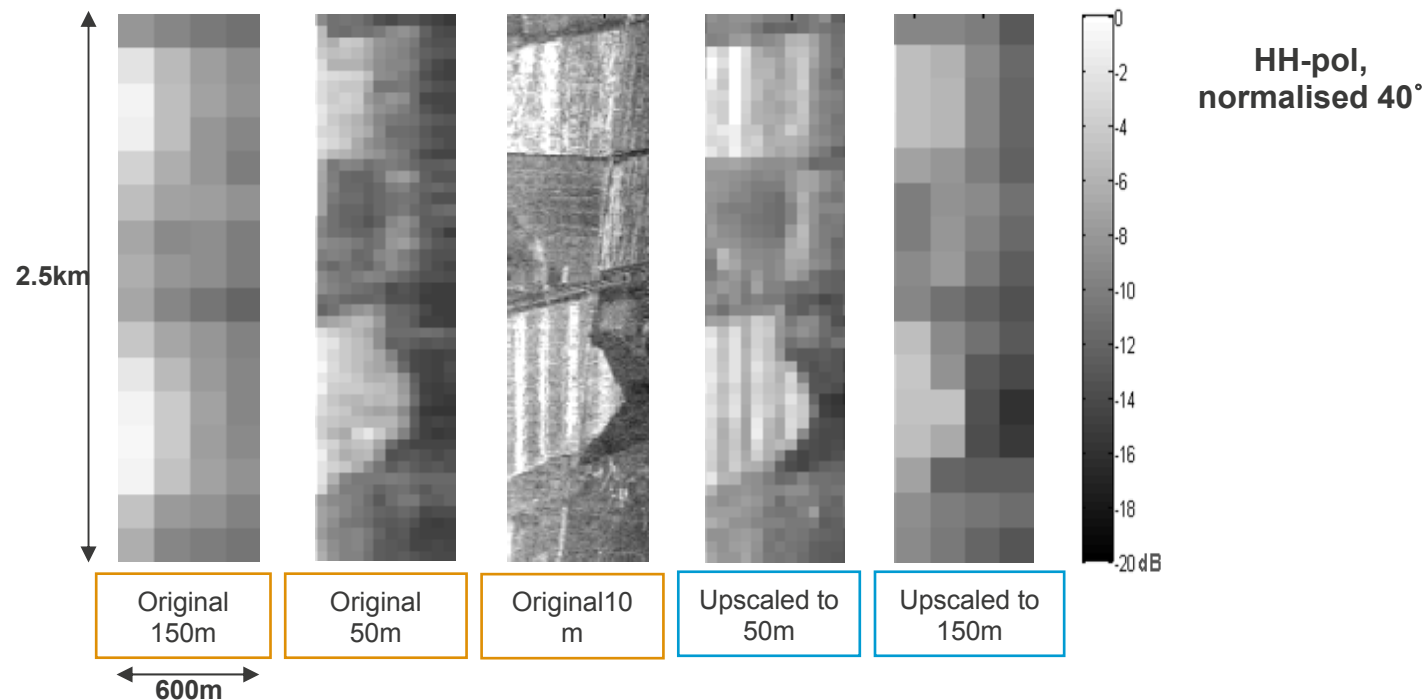 0
-2
-4
-6
-8
-10
-12
-14
-16
-18
-20 dB
HH-pol,
normalised 40˚
2.5km
Original
150m
Original
50m
Original10
m
Upscaled to
50m
Upscaled to
150m
600m